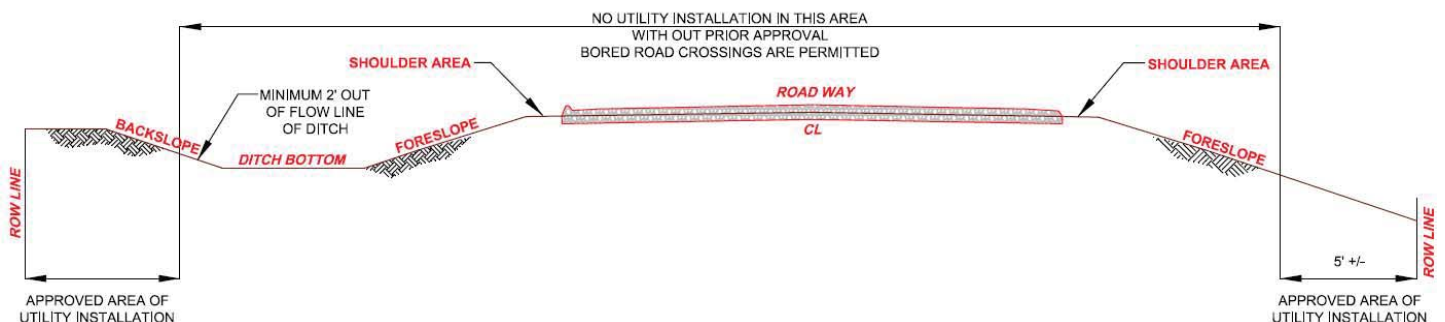 NO UTILITY INSTALLATION IN THIS AREA
WITH OUT PRIOR APPROVAL
BORED ROAD CROSSINGS ARE PERMITTED
SHOULDER AREA
SHOULDER AREA
MINIMUM 2' OUT
OF FLOW LINE
OF DITCH
ROAD WAY
CL
BACKSLOPE
DITCH BOTTOM
FORESLOPE
FORESLOPE
ROW LINE
ROW LINE
5' +/-
APPROVED AREA OF
UTILITY INSTALLATION
APPROVED AREA OF
UTILITY INSTALLATION